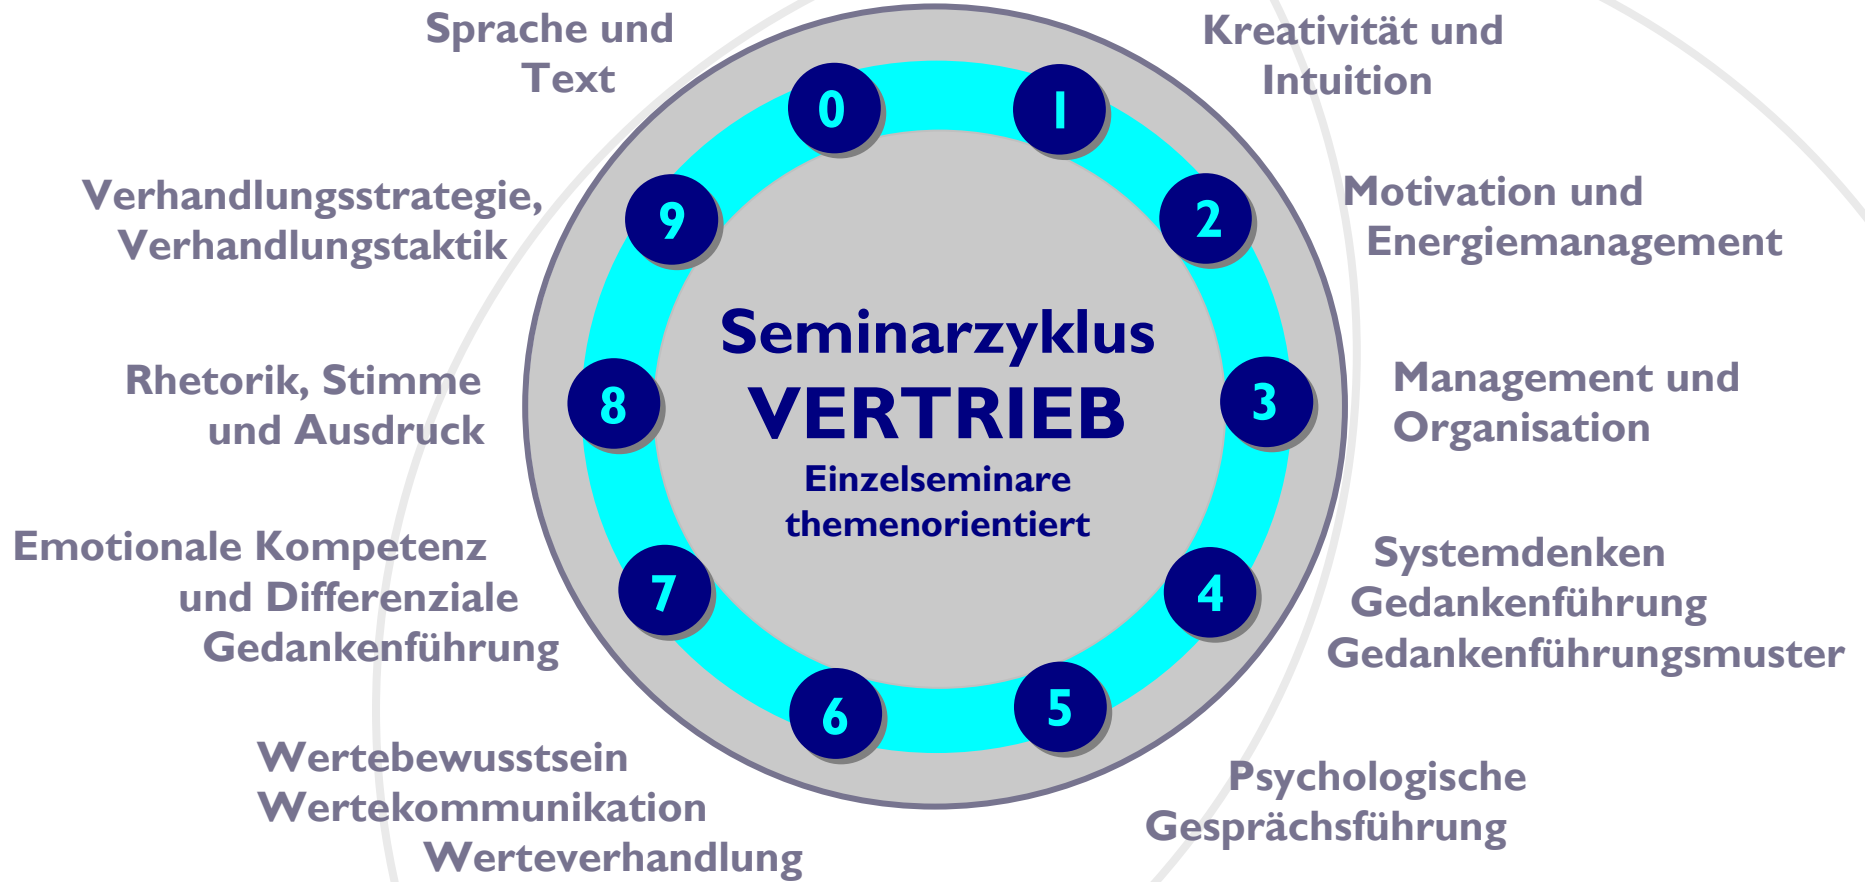 Sprache und
Text
0
Kreativität und
Intuition
1
Motivation und
Energiemanagement
2
Management und
Organisation
3
Systemdenken
Gedankenführung
Gedankenführungsmuster
4
Psychologische
Gesprächsführung
5
Wertebewusstsein
Wertekommunikation
Werteverhandlung
6
Emotionale Kompetenz
und Differenziale
Gedankenführung
7
Rhetorik, Stimme
und Ausdruck
8
Verhandlungsstrategie,
Verhandlungstaktik
9
Seminarzyklus
VERTRIEB
Einzelseminare
themenorientiert